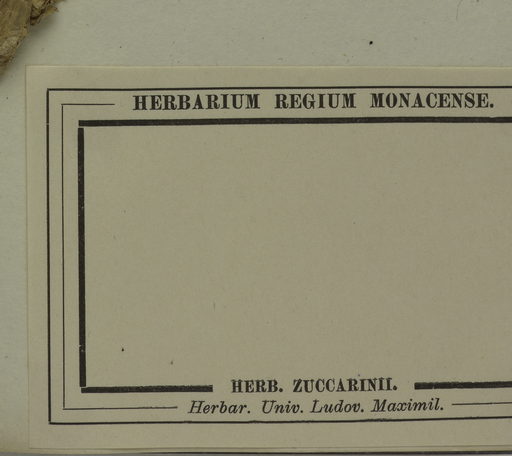 HERBARIUM REGIUM MONACENSE.
HERB. ZUCCARINII.
Herbar. Univ. Ludov. Maximil.